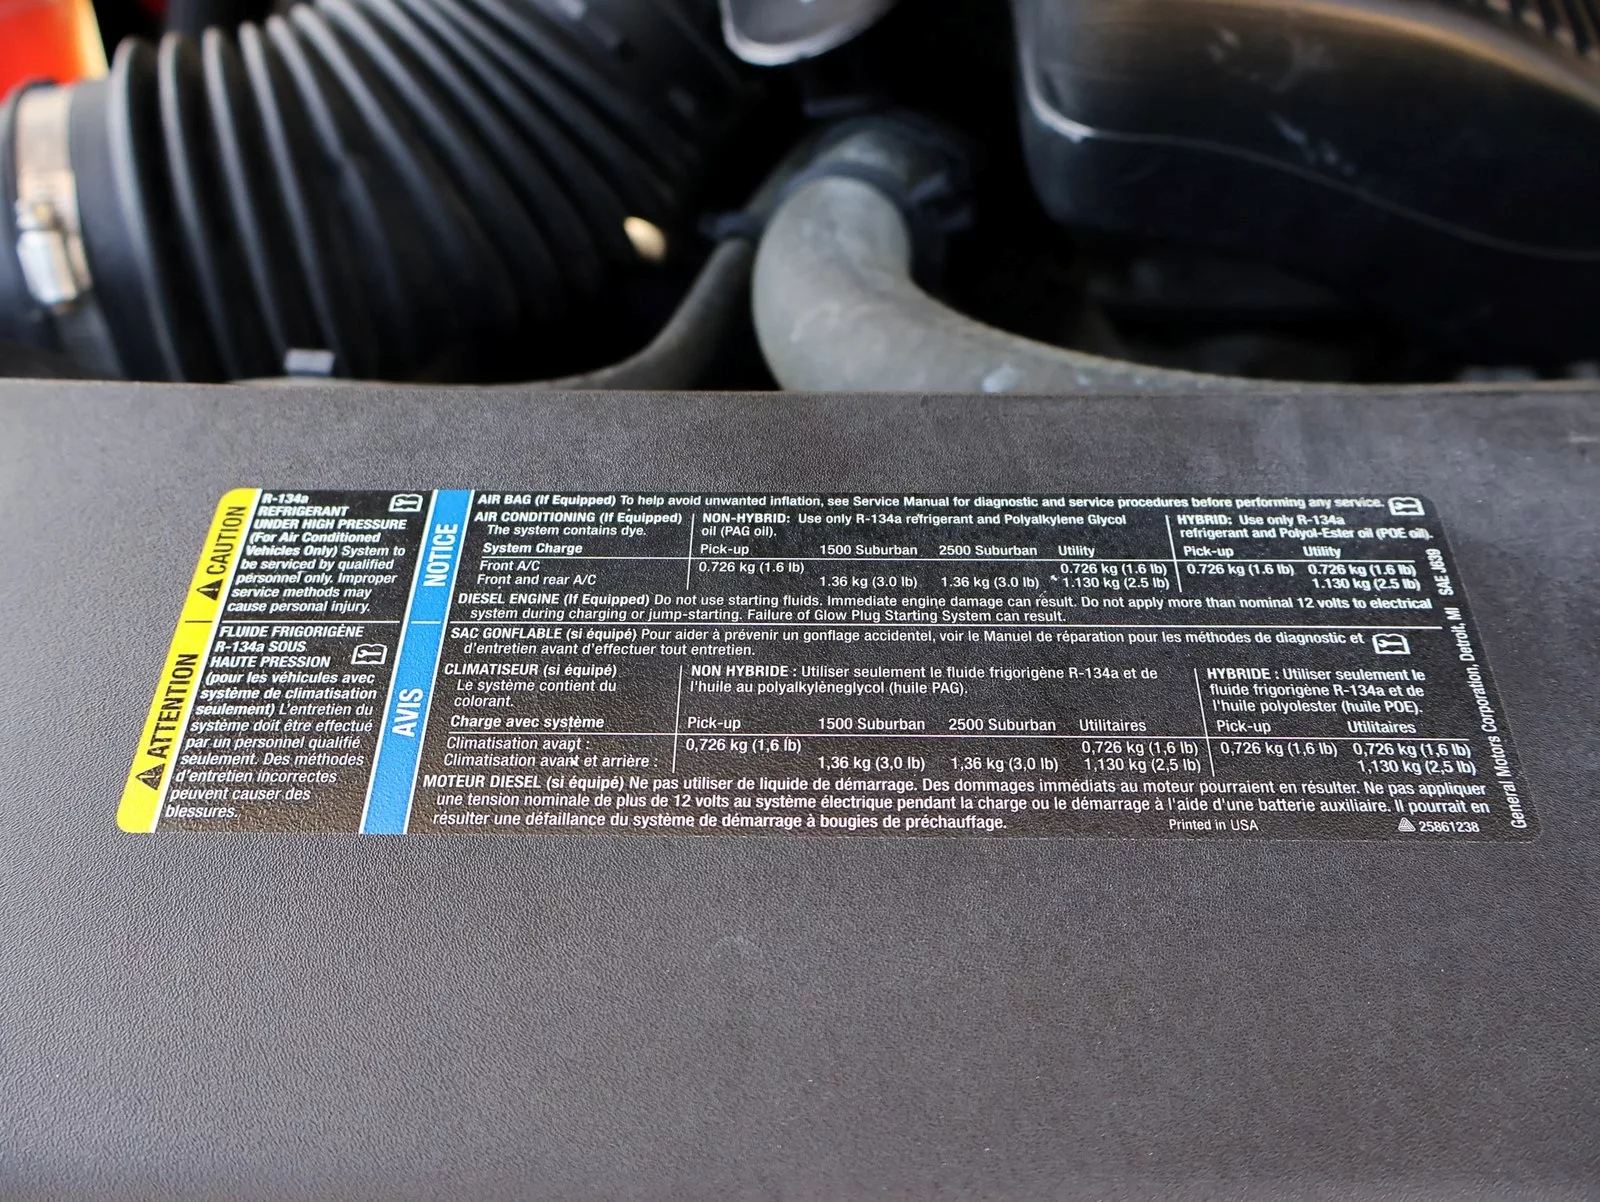 CAUTION
R-134a
REFRIGERANT
UNDER HIGH PRESSURE
(For Air Conditioned
Vehicles Only) System to
be serviced by qualified
personnel only. Improper
service methods may
cause personal injury.
ATTENTION
FLUIDE FRIGORIGÈNE
R-134a SOUS
HAUTE PRESSION
(pour les véhicules avec
système de climatisation
seulement) L'entretien du
système doit être effectué
par un personnel qualifié
seulement. Des méthodes
d'entretien incorrectes
peuvent causer des
blessures.
NOTICE
AIR BAG (If Equipped) To help avoid unwanted inflation, see Service Manual for diagnostic and service procedures before performing any service.
AIR CONDITIONING (If Equipped)
The system contains dye.
NON-HYBRID: Use only R-134a refrigerant and Polyalkylene Glycol
oil (PAG oil).
HYBRID: Use only R-134a
refrigerant and Polyol-Ester oil (POE oil).
System Charge Pick-up 1500 Suburban 2500 Suburban Utility Pick-up Utility
Front A/C 0.726 kg (1.6 lb) 0.726 kg (1.6 lb) 0.726 kg (1.6 lb) 0.726 kg (1.6 lb)
Front and rear A/C 1.36 kg (3.0 lb) 1.36 kg (3.0 lb) 1.130 kg (2.5 lb) 1.130 kg (2.5 lb)
DIESEL ENGINE (If Equipped) Do not use starting fluids. Immediate engine damage can result. Do not apply more than nominal 12 volts to electrical
system during charging or jump-starting. Failure of Glow Plug Starting System can result.
AVIS
SAC GONFLABLE (si équipé) Pour aider à prévenir un gonflage accidentel, voir le Manuel de réparation pour les méthodes de diagnostic et
d'entretien avant d'effectuer tout entretien.
CLIMATISEUR (si équipé)
Le système contient du
colorant.
NON HYBRIDE : Utiliser seulement le fluide frigorigène R-134a et de
l'huile au polyalkylèneglycol (huile PAG).
HYBRIDE : Utiliser seulement le
fluide frigorigène R-134a et de
l'huile polyolester (huile POE).
Charge avec système Pick-up 1500 Suburban 2500 Suburban Utilitaires Pick-up Utilitaires
Climatisation avant : 0,726 kg (1,6 lb) 0,726 kg (1,6 lb) 0,726 kg (1,6 lb) 0,726 kg (1,6 lb)
Climatisation avant et arrière : 1,36 kg (3,0 lb) 1,36 kg (3,0 lb) 1,130 kg (2,5 lb) 1,130 kg (2,5 lb)
MOTEUR DIESEL (si équipé) Ne pas utiliser de liquide de démarrage. Des dommages immédiats au moteur pourraient en résulter. Ne pas appliquer
une tension nominale de plus de 12 volts au système électrique pendant la charge ou le démarrage à l'aide d'une batterie auxiliaire. Il pourrait en
résulter une défaillance du système de démarrage à bougies de préchauffage.
Printed in USA 25861238
General Motors Corporation, Detroit, MI SAE J639